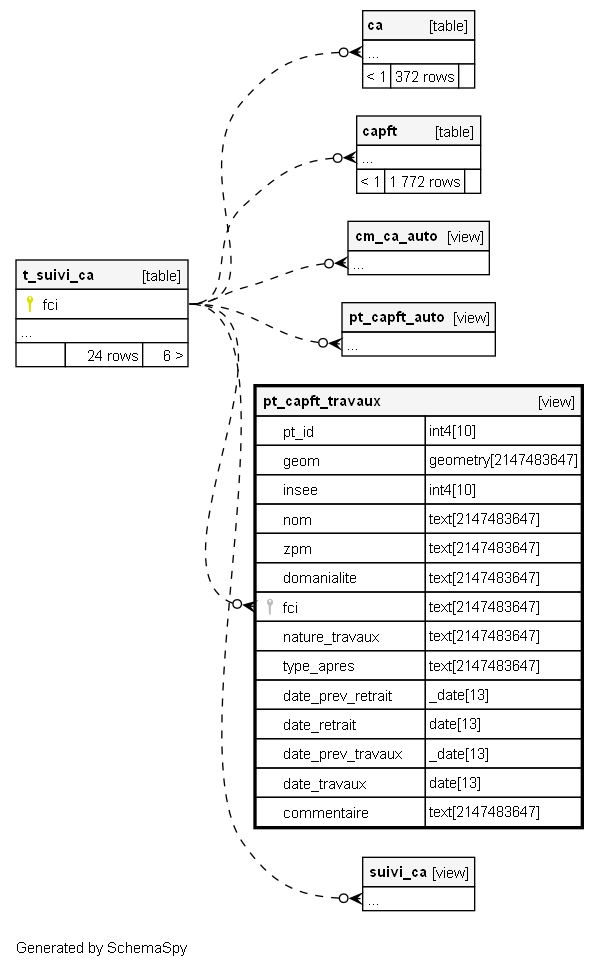 ca [table]
...
< 1 372 rows
capft [table]
...
< 1 1 772 rows
cm_ca_auto [view]
...
t_suivi_ca [table]
fci
...
24 rows 6 >
pt_capft_auto [view]
...
pt_capft_travaux [view]
pt_id int4[10]
geom geometry[2147483647]
insee int4[10]
nom text[2147483647]
zpm text[2147483647]
domanialite text[2147483647]
fci text[2147483647]
nature_travaux text[2147483647]
type_apres text[2147483647]
date_prev_retrait _date[13]
date_retrait date[13]
date_prev_travaux _date[13]
date_travaux date[13]
commentaire text[2147483647]
suivi_ca [view]
...
Generated by SchemaSpy